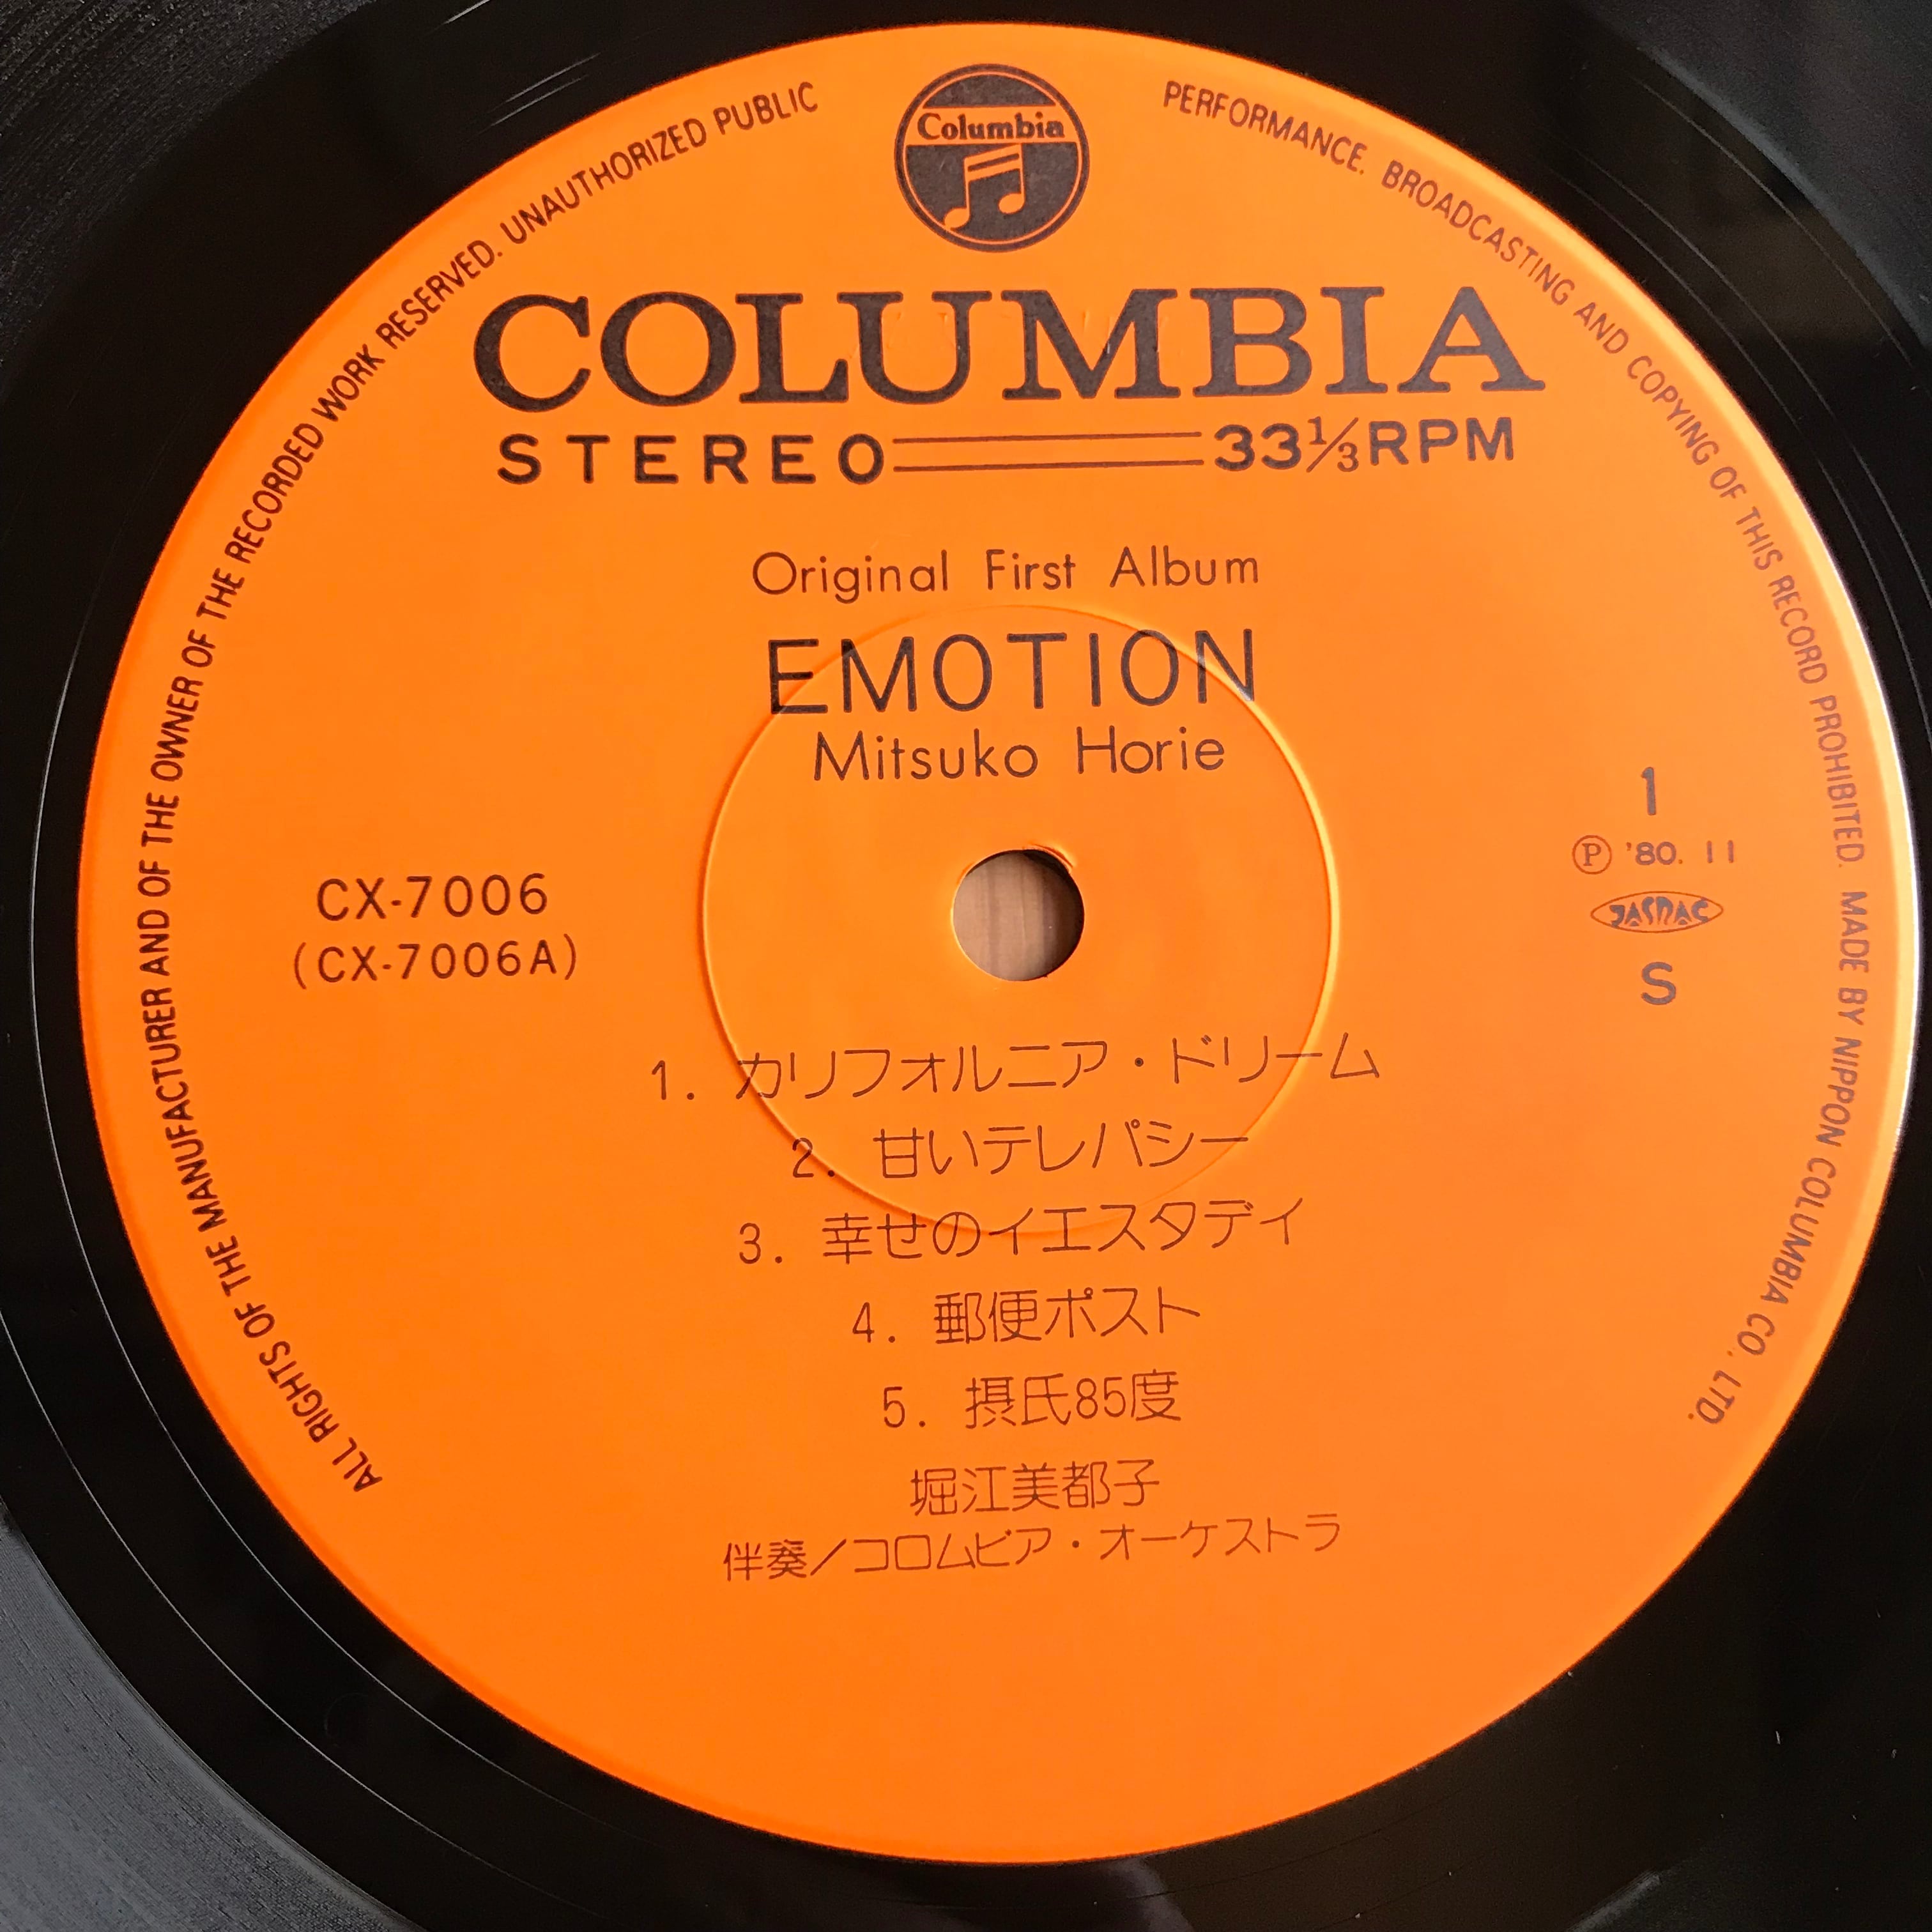 Columbia
COLUMBIA
STEREO 33⅓RPM
Original First Album
EMOTION
Mitsuko Horie
CX-7006
(CX-7006A)
1
Ⓟ '80. 11
JASRAC
S
1. カリフォルニア・ドリーム
2. 甘いテレパシー
3. 幸せのイエスタデイ
4. 郵便ポスト
5. 摂氏85度
堀江美都子
伴奏／コロムビア・オーケストラ
ALL RIGHTS OF THE MANUFACTURER AND OF THE OWNER OF THE RECORDED WORK RESERVED. UNAUTHORIZED PUBLIC PERFORMANCE. BROADCASTING AND COPYING OF THIS RECORD PROHIBITED. MADE BY NIPPON COLUMBIA CO., LTD.